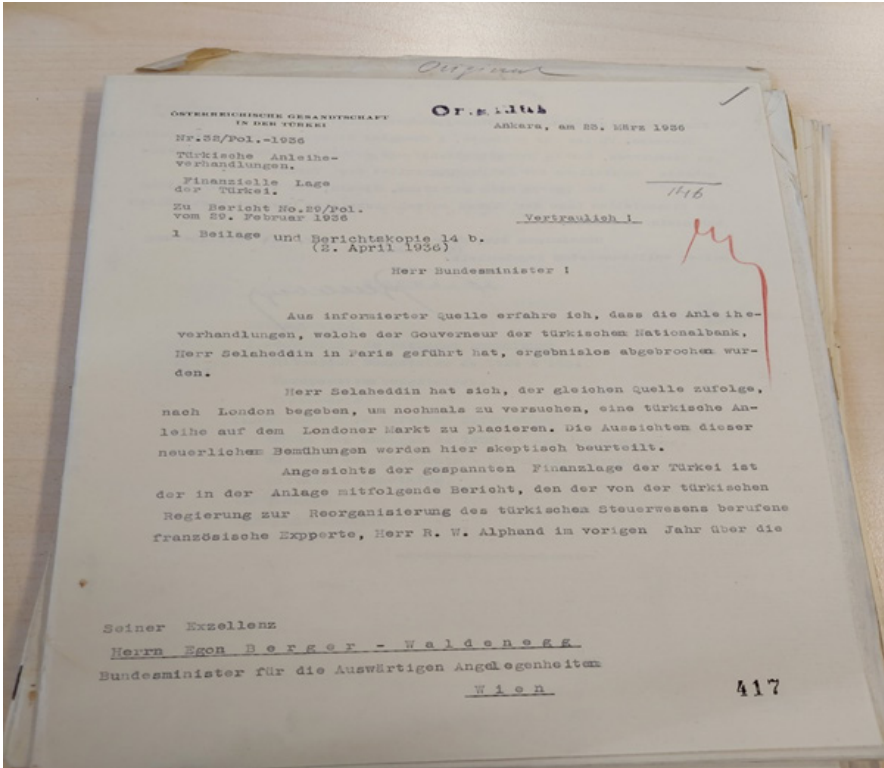 Original
ÖSTERREICHISCHE GESANDTSCHAFT
IN DER TÜRKEI
Original
Ankara, am 23. März 1936
Nr.32/Pol.-1936
Türkische Anleihe-
verhandlungen.
Finanzielle Lage
der Türkei.
14b
Zu Bericht No.29/Pol.
vom 29. Februar 1936
Vertraulich !
1 Beilage und Berichtskopie 14 b.
(2. April 1936)
Herr Bundesminister !
Aus informierter Quelle erfahre ich, dass die Anleihe-
verhandlungen, welche der Gouverneur der türkischen Nationalbank,
Herr Selaheddin in Paris geführt hat, ergebnislos abgebrochen wur-
den.
Herr Selaheddin hat sich, der gleichen Quelle zufolge,
nach London begeben, um nochmals zu versuchen, eine türkische An-
leihe auf dem Londoner Markt zu placieren. Die Aussichten dieser
neuerlichen Bemühungen werden hier skeptisch beurteilt.
Angesichts der gespannten Finanzlage der Türkei ist
der in der Anlage mitfolgende Bericht, den der von der türkischen
Regierung zur Reorganisierung des türkischen Steuerwesens berufene
französische Expperte, Herr R. W. Alphand im vorigen Jahr über die
Seiner Exzellenz
Herrn Egon Berger - Waldenegg
Bundesminister für die Auswärtigen Angelegenheiten
Wien
417